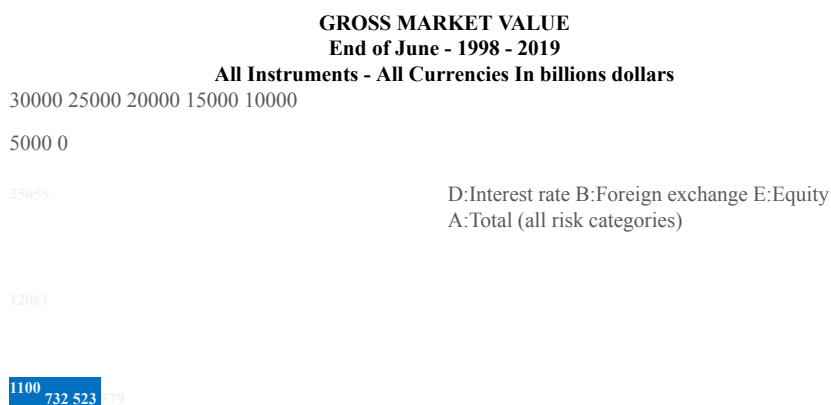 GROSS MARKET VALUE
End of June - 1998 - 2019
All Instruments - All Currencies In billions dollars
30000 25000 20000 15000 10000
5000 0
25059
D:Interest rate B:Foreign exchange E:Equity
A:Total (all risk categories)
12061
1100
732 523 579